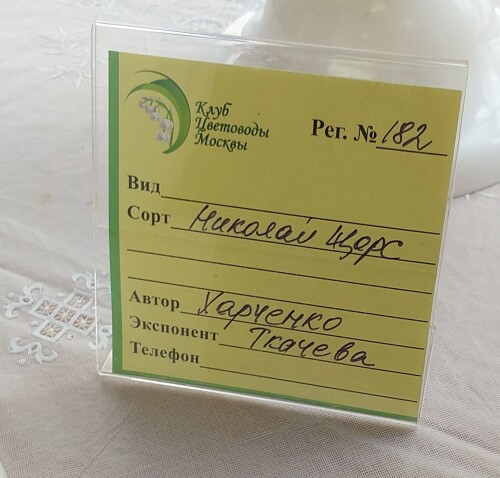 Клуб
Цветоводы
Москвы
Рег. № 182
Вид
Сорт Николай Щорс
Автор Харченко
Экспонент Ткачева
Телефон